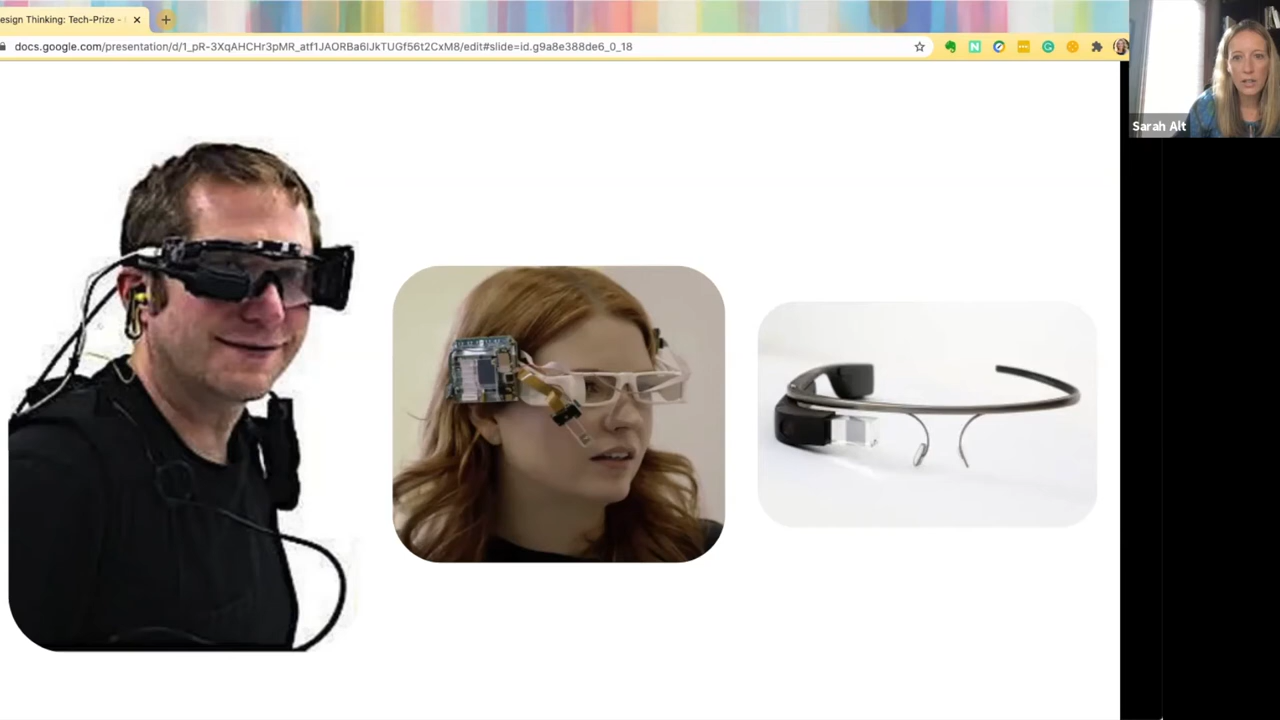 esign Thinking: Tech-Prize -
docs.google.com/presentation/d/1_pR-3XqAHCHr3pMR_atf1JAORBa6lJkTUGf56t2CxM8/edit#slide=id.g9a8e388de6_0_18
Sarah Alt